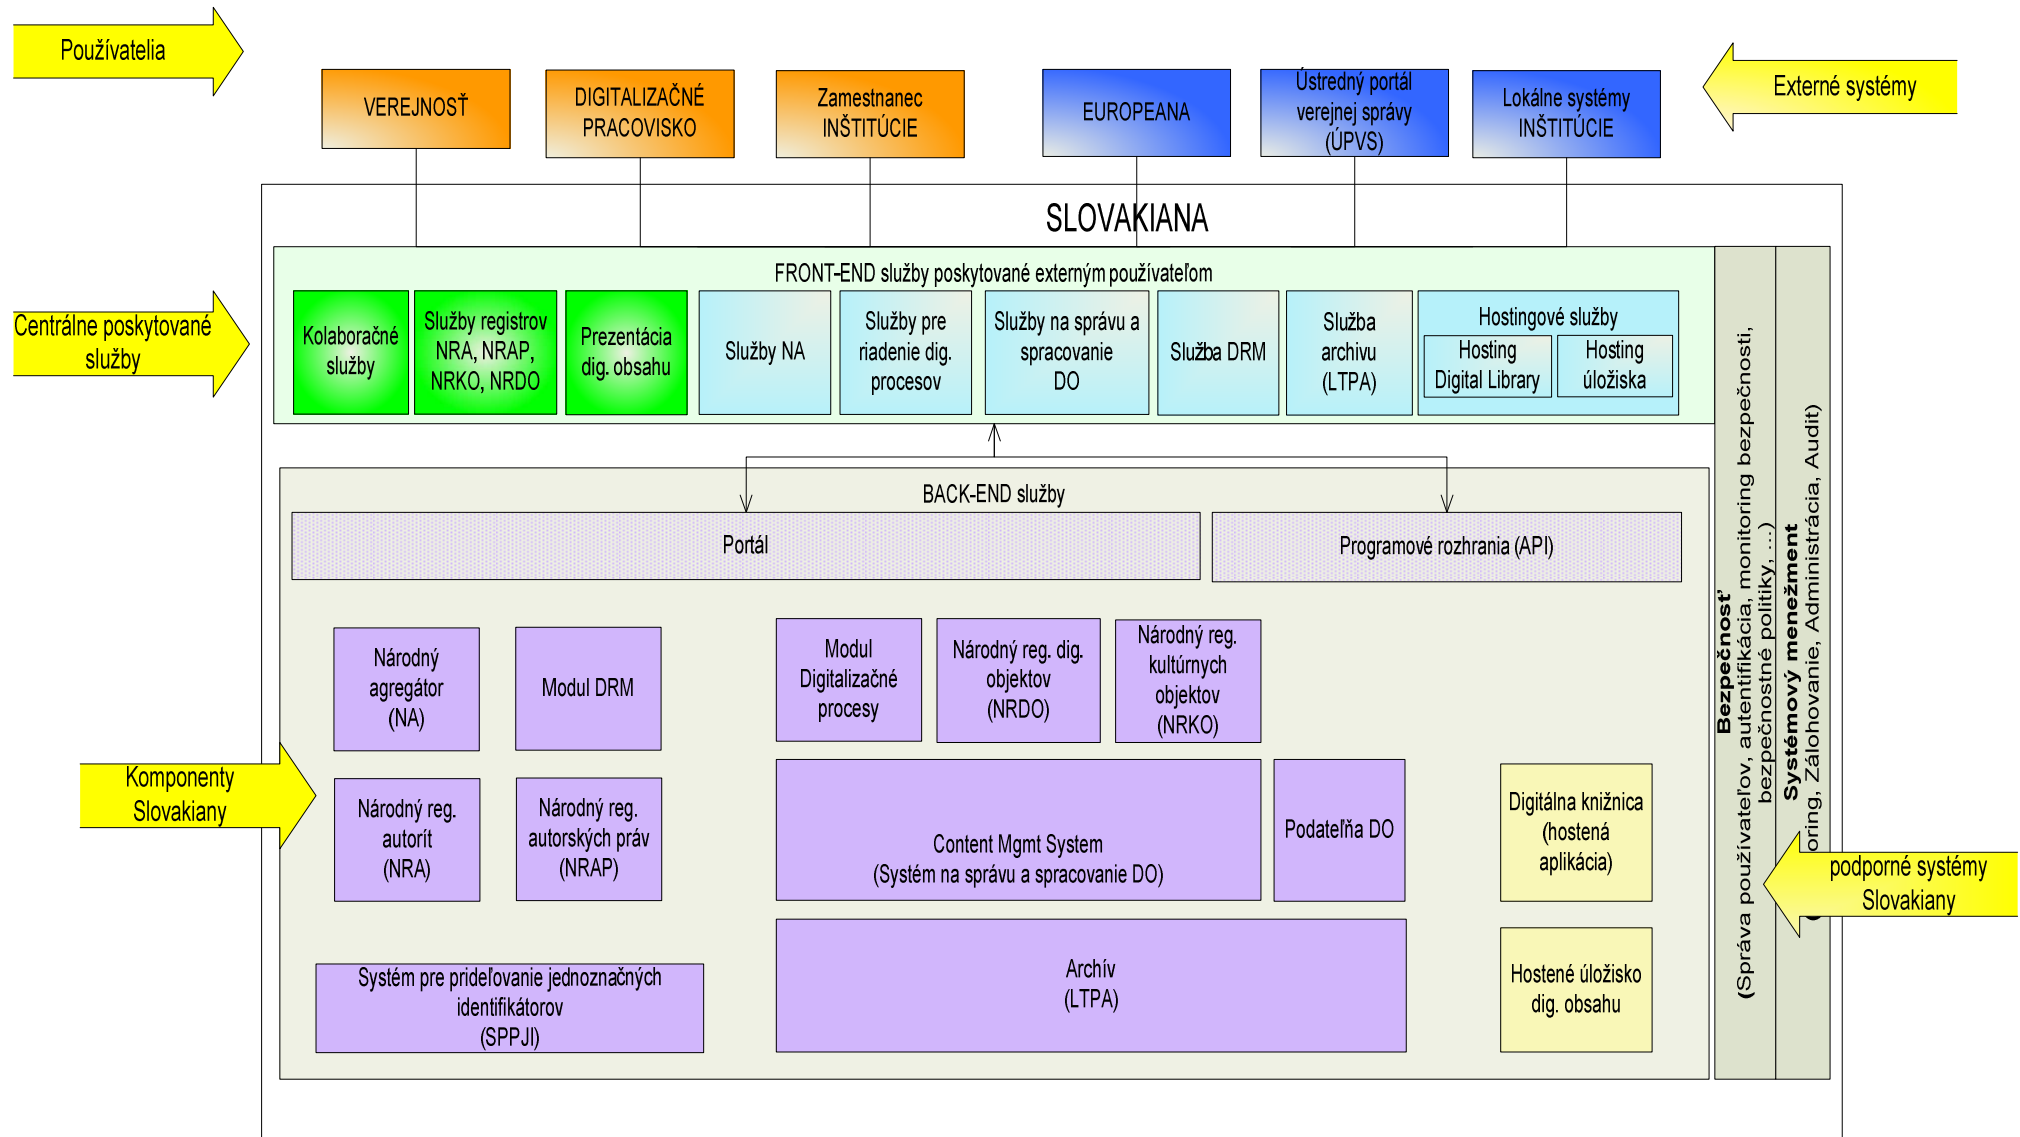 Používatelia
Externé systémy
VEREJNOSŤ
DIGITALIZAČNÉ
PRACOVISKO
Zamestnanec
INŠTITÚCIE
EUROPEANA
Ústredný portál
verejnej správy
(ÚPVS)
Lokálne systémy
INŠTITÚCIE
SLOVAKIANA
FRONT-END služby poskytované externým používateľom
Centrálne poskytované
služby
Kolaboračné
služby
Služby registrov
NRA, NRAP,
NRKO, NRDO
Prezentácia
dig. obsahu
Služby NA
Služby pre
riadenie dig.
procesov
Služby na správu a
spracovanie
DO
Služba DRM
Služba
archivu
(LTPA)
Hostingové služby
Hosting
Digital Library
Hosting
úložiska
BACK-END služby
Portál
Programové rozhrania (API)
Národný
agregátor
(NA)
Modul DRM
Modul
Digitalizačné
procesy
Národný reg. dig.
objektov
(NRDO)
Národný reg.
kultúrnych
objektov
(NRKO)
Komponenty
Slovakiany
Národný reg.
autorít
(NRA)
Národný reg.
autorských práv
(NRAP)
Content Mgmt System
(Systém na správu a spracovanie DO)
Podateľňa DO
Digitálna knižnica
(hostená
aplikácia)
Systém pre prideľovanie jednoznačných
identifikátorov
(SPPJI)
Archív
(LTPA)
Hostené úložisko
dig. obsahu
Bezpečnosť
(Správa používateľov, autentifikácia, monitoring bezpečnosti,
bezpečnostné politiky, ...)
Systémový menežment
Zálohovanie, Administrácia, Audit)
podporné systémy
Slovakiany